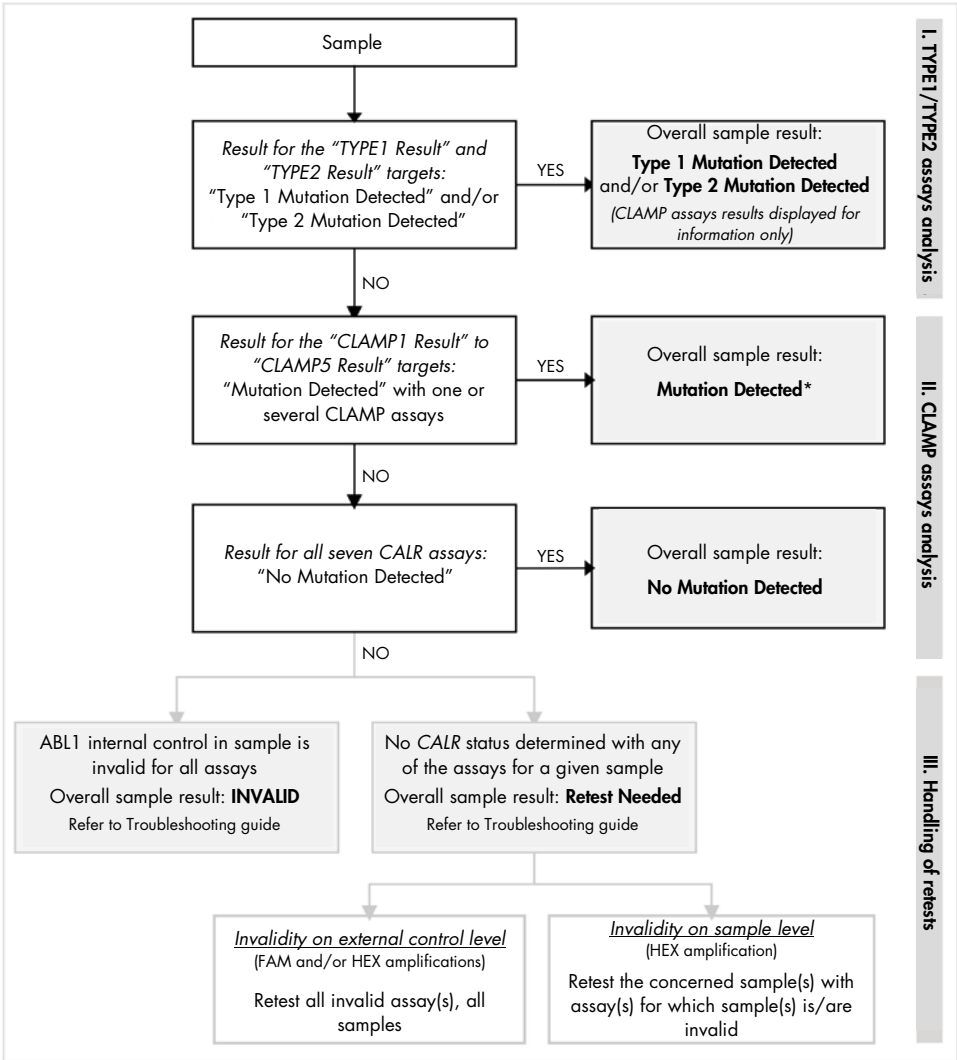 Sample
I. TYPE1/TYPE2 assays analysis
Result for the “TYPE1 Result” and
“TYPE2 Result” targets:
“Type 1 Mutation Detected” and/or
“Type 2 Mutation Detected”
YES
Overall sample result:
Type 1 Mutation Detected
and/or Type 2 Mutation Detected
(CLAMP assays results displayed for
information only)
NO
II. CLAMP assays analysis
Result for the “CLAMP1 Result” to
“CLAMP5 Result” targets:
“Mutation Detected” with one or
several CLAMP assays
YES
Overall sample result:
Mutation Detected*
NO
Result for all seven CALR assays:
“No Mutation Detected”
YES
Overall sample result:
No Mutation Detected
NO
III. Handling of retests
ABL1 internal control in sample is
invalid for all assays
Overall sample result: INVALID
Refer to Troubleshooting guide
No CALR status determined with any
of the assays for a given sample
Overall sample result: Retest Needed
Refer to Troubleshooting guide
Invalidity on external control level
(FAM and/or HEX amplifications)
Retest all invalid assay(s), all
samples
Invalidity on sample level
(HEX amplification)
Retest the concerned sample(s) with
assay(s) for which sample(s) is/are
invalid